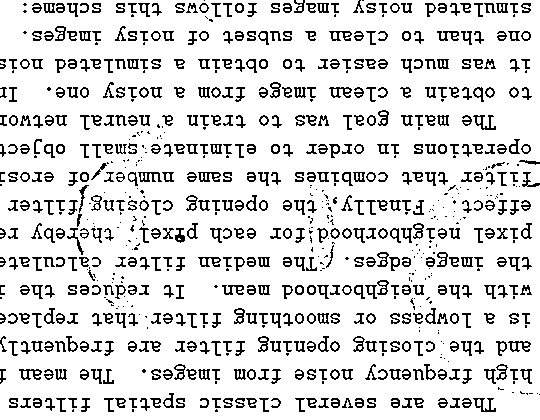 There are several classic spatial filters
high frequency noise from images. The mean f
and the closing opening filter are frequently
is a lowpass or smoothing filter that replace
with the neighborhood mean. It reduces the i
the image edges. The median filter calculate
pixel neighborhood for each pixel, thereby re
effect. Finally, the opening closing filter
filter that combines the same number of erosi
operations in order to eliminate small object
The main goal was to train a neural networ
to obtain a clean image from a noisy one. In
it was much easier to obtain a simulated nois
one than to clean a subset of noisy images.
simulated noisy images follows this scheme: